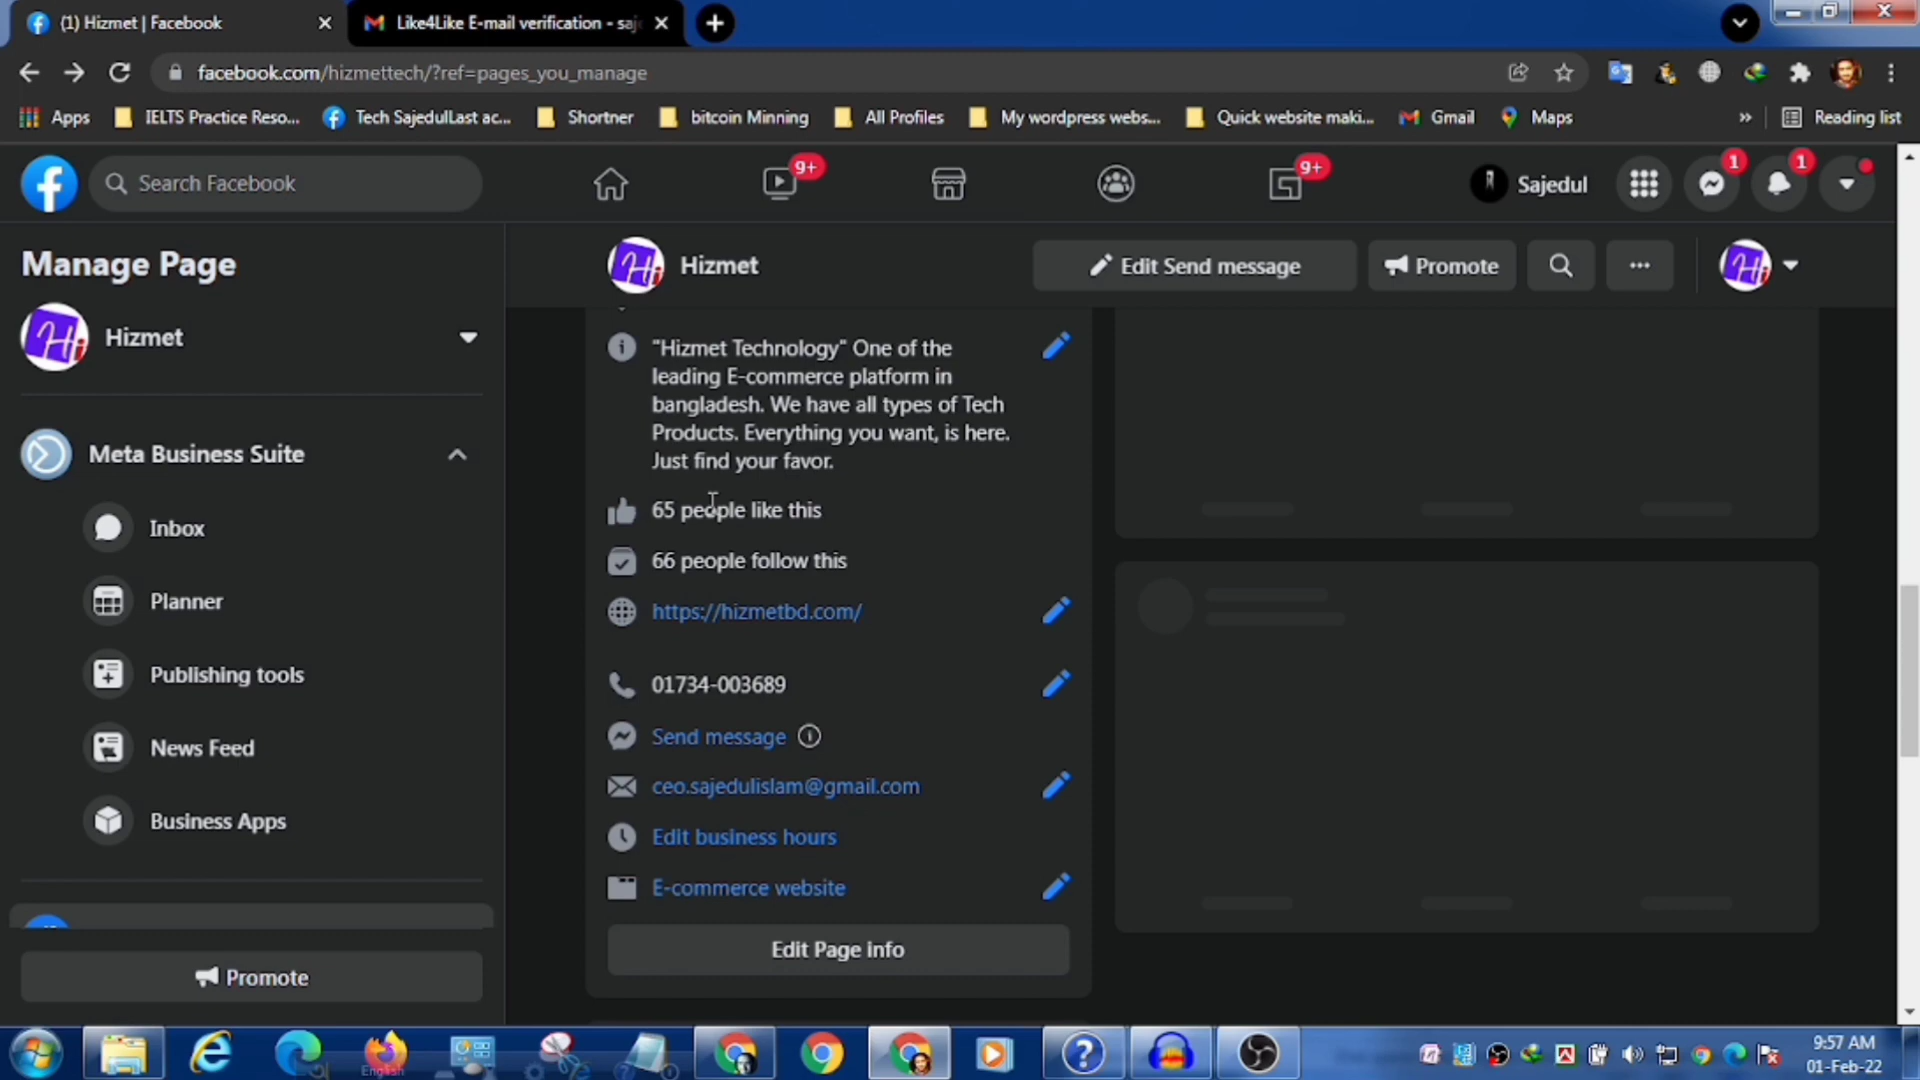 (1) Hizmet | Facebook
Like4Like E-mail verification - saj
facebook.com/hizmettech/?ref=pages_you_manage
Apps
IELTS Practice Reso...
Tech SajedulLast ac...
Shortner
bitcoin Minning
All Profiles
My wordpress webs...
Quick website maki...
Gmail
Maps
»
Reading list
Search Facebook
9+
9+
Sajedul
1
1
Manage Page
Hizmet
Hizmet
Edit Send message
Promote
Meta Business Suite
Inbox
Planner
Publishing tools
News Feed
Business Apps
Promote
"Hizmet Technology" One of the
leading E-commerce platform in
bangladesh. We have all types of Tech
Products. Everything you want, is here.
Just find your favor.
65 people like this
66 people follow this
https://hizmetbd.com/
01734-003689
Send message
ceo.sajedulislam@gmail.com
Edit business hours
E-commerce website
Edit Page info
English
9:57 AM
01-Feb-22